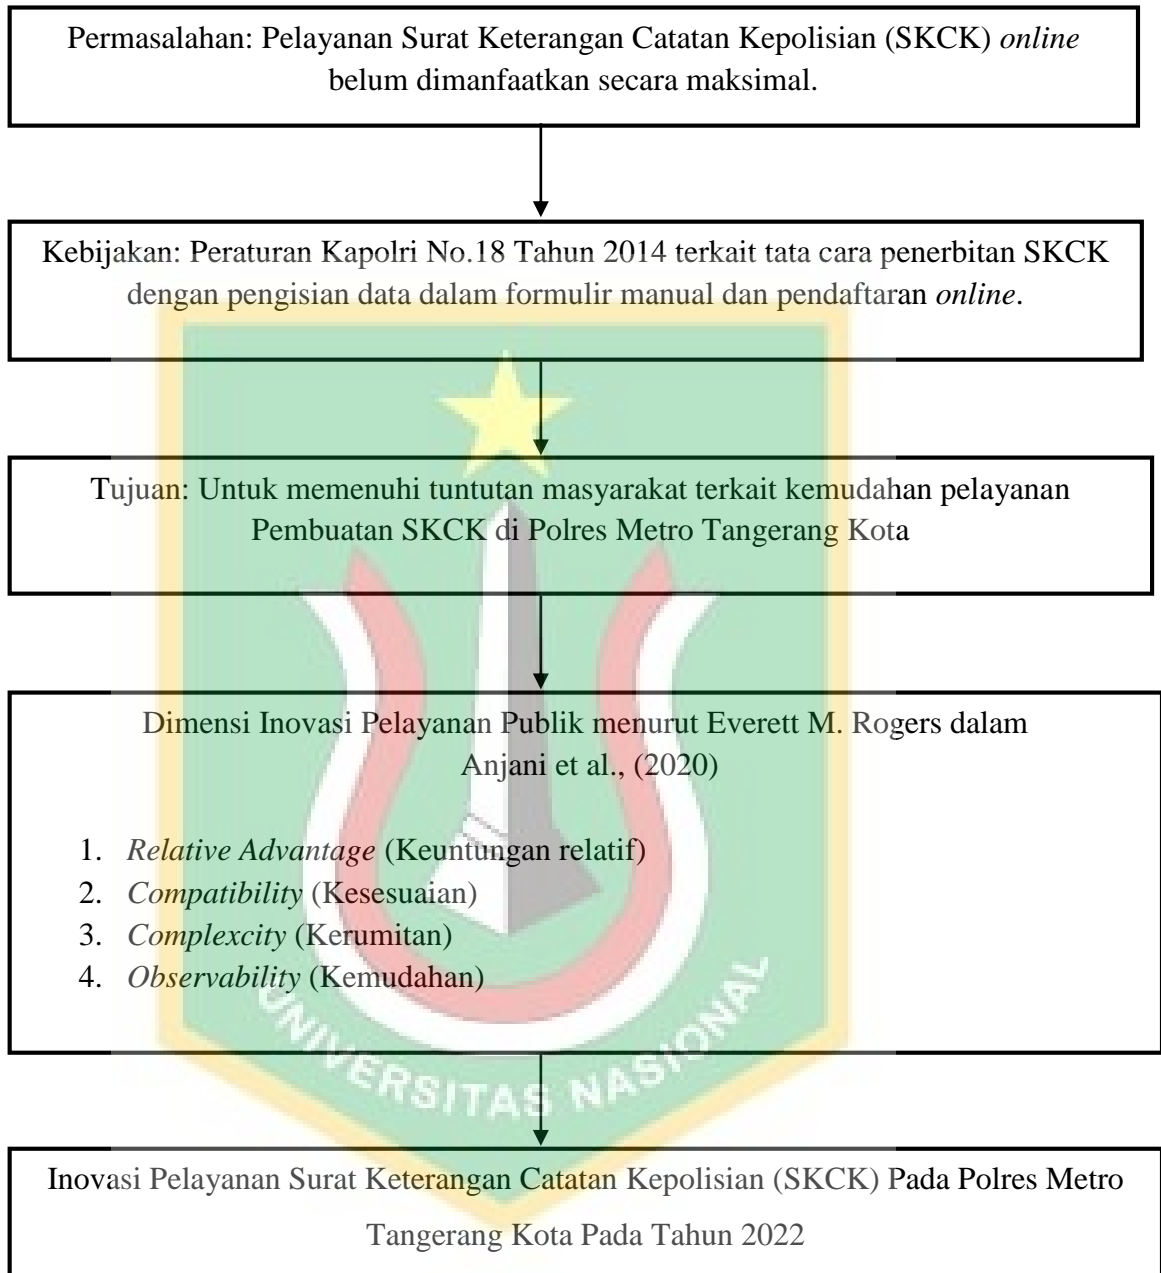 Permasalahan: Pelayanan Surat Keterangan Catatan Kepolisian (SKCK) online
belum dimanfaatkan secara maksimal.
Kebijakan: Peraturan Kapolri No.18 Tahun 2014 terkait tata cara penerbitan SKCK
dengan pengisian data dalam formulir manual dan pendaftaran online.
Tujuan: Untuk memenuhi tuntutan masyarakat terkait kemudahan pelayanan
Pembuatan SKCK di Polres Metro Tangerang Kota
Dimensi Inovasi Pelayanan Publik menurut Everett M. Rogers dalam
Anjani et al., (2020)
1. Relative Advantage (Keuntungan relatif)
2. Compatibility (Kesesuaian)
3. Complexcity (Kerumitan)
4. Observability (Kemudahan)
UNIVERSITAS NASIONAL
Inovasi Pelayanan Surat Keterangan Catatan Kepolisian (SKCK) Pada Polres Metro
Tangerang Kota Pada Tahun 2022